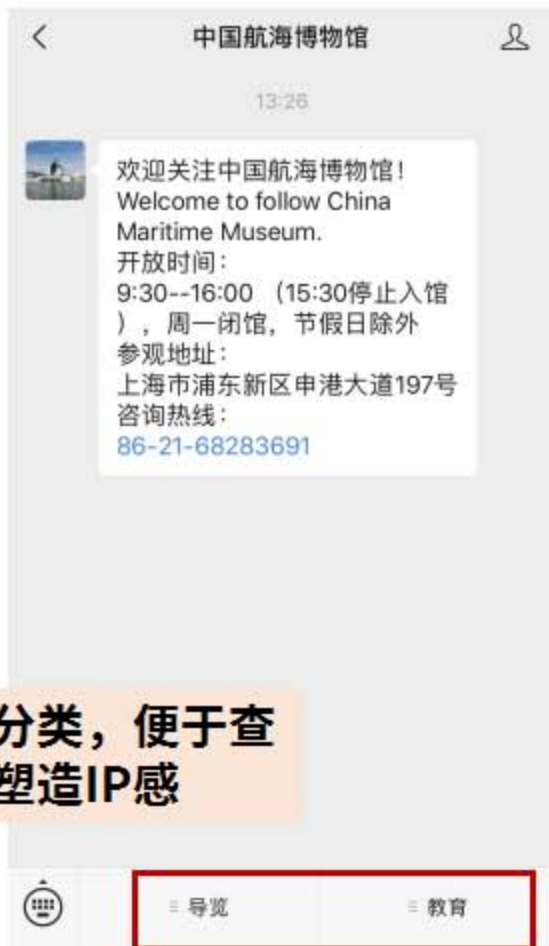 中国航海博物馆
13:26
欢迎关注中国航海博物馆!
Welcome to follow China
Maritime Museum.
开放时间:
9:30--16:00 (15:30停止入馆
),周一闭馆,节假日除外
参观地址:
上海市浦东新区申港大道197号
咨询热线:
86-21-68283691
分类,便于查
塑造IP感
导览
教育